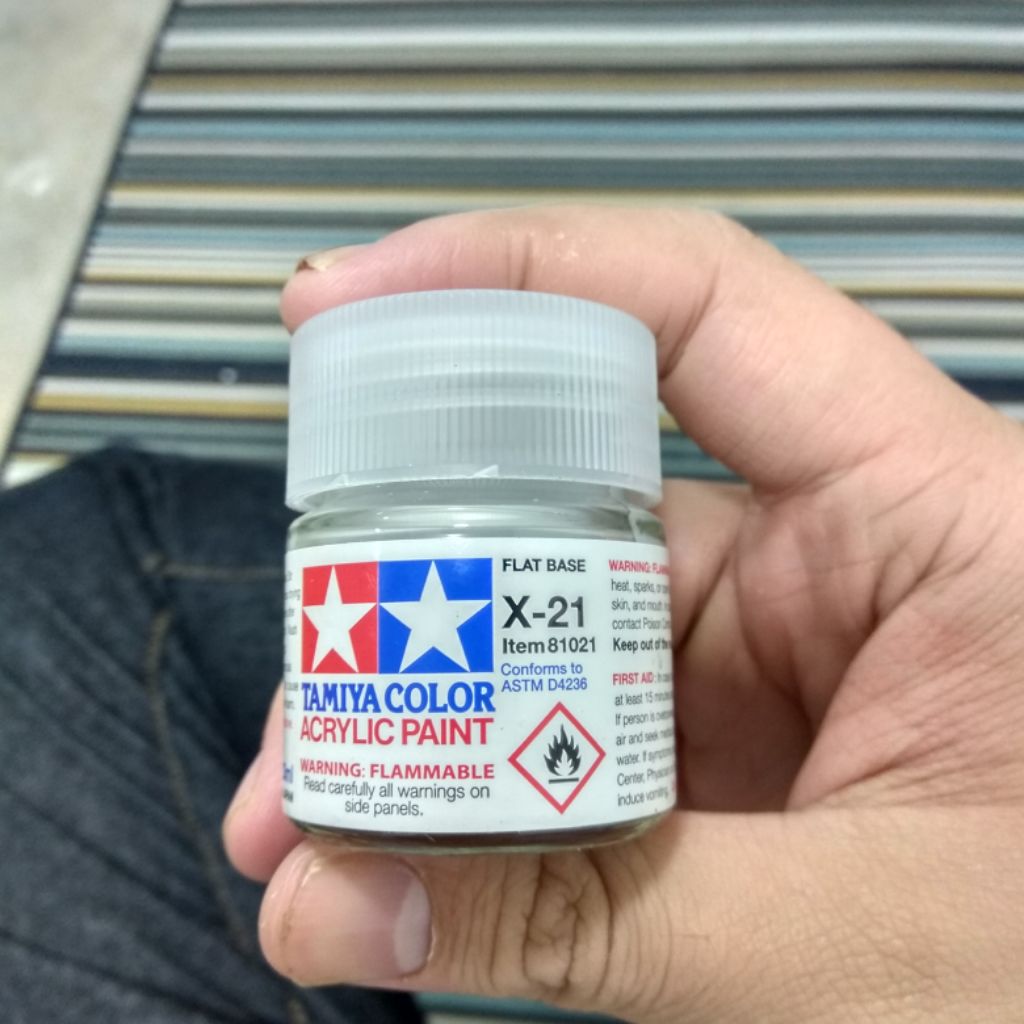 FLAT BASE
X-21
Item 81021
Conforms to
ASTM D4236
TAMIYA COLOR
ACRYLIC PAINT
WARNING: FLAMMABLE
Read carefully all warnings on
side panels.
WARNING:
heat, sparks, or
skin, and mouth.
contact Poison
Keep out of the
FIRST AID:
at least 15
If person is
air and seek
water. If
Center,
induce